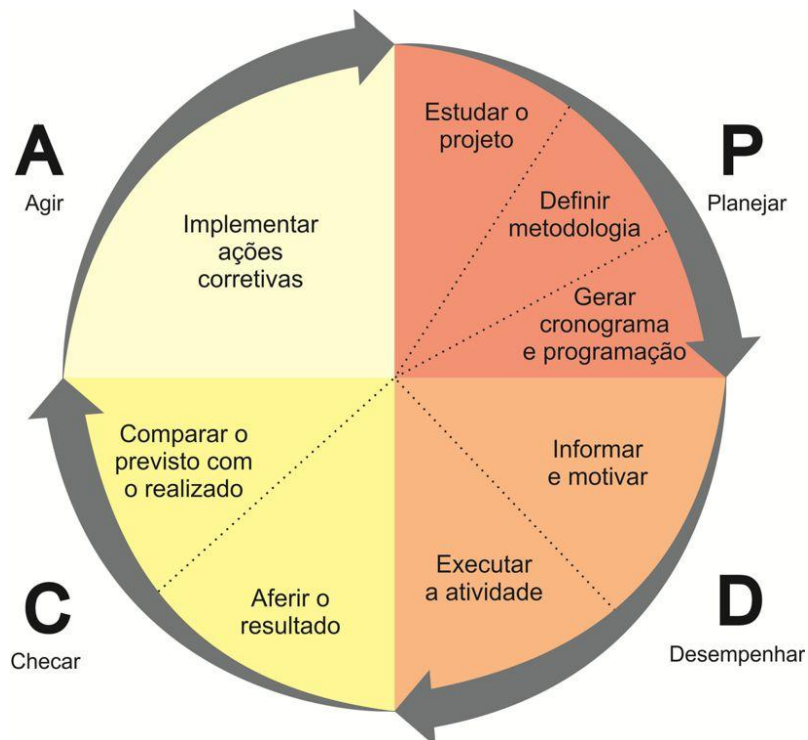 P
Planejar
Estudar o
projeto
Definir
metodologia
Gerar
cronograma
e programação
D
Desempenhar
Informar
e motivar
Executar
a atividade
C
Checar
Aferir o
resultado
Comparar o
previsto com
o realizado
A
Agir
Implementar
ações
corretivas